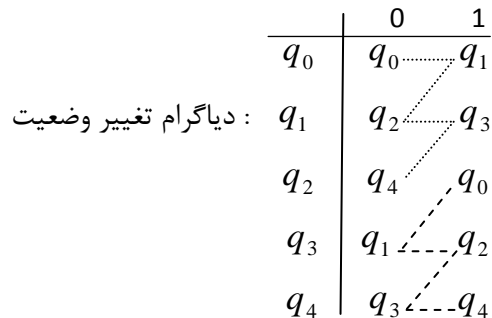 0 1
q₀ q₀ q₁
دیاگرام تغییر وضعیت : q₁ q₂ q₃
q₂ q₄ q₀
q₃ q₁ q₂
q₄ q₃ q₄